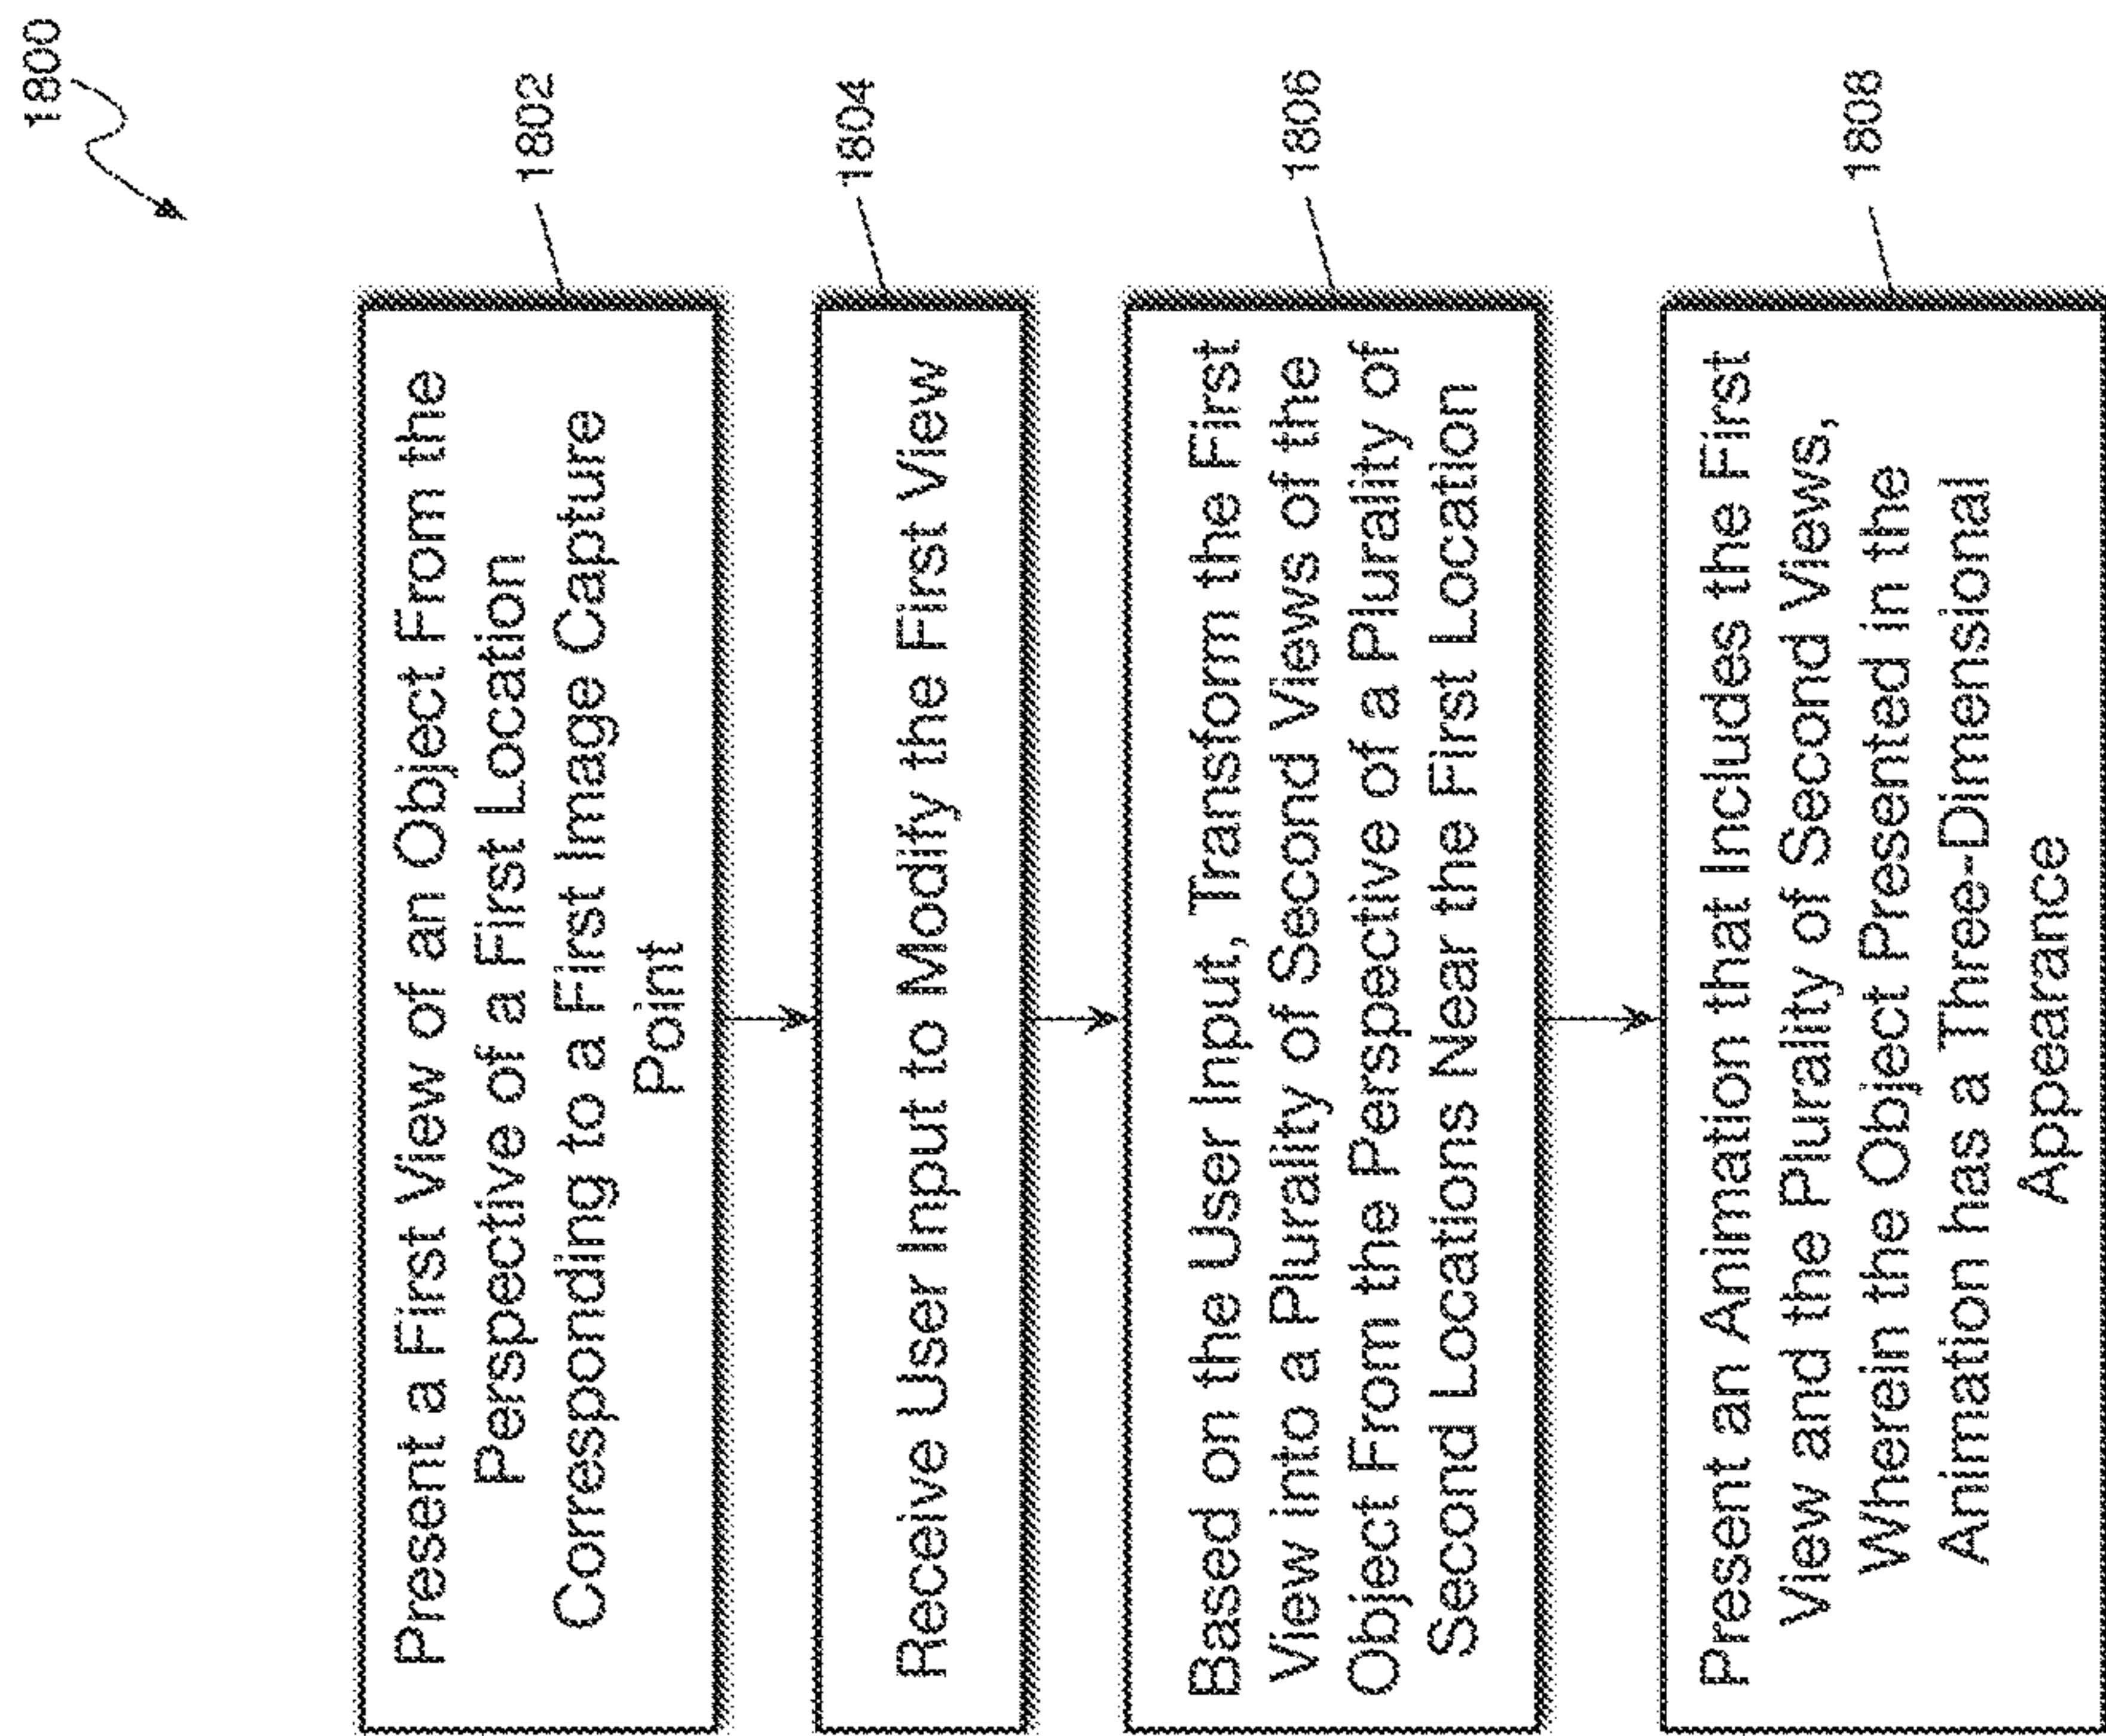 1800
Present a First View of an Object From the
Perspective of a First Location
Corresponding to a First Image Capture
Point
1802
Receive User Input to Modify the First View
1804
Based on the User Input, Transform the First
View into a Plurality of Second Views of the
Object From the Perspective of a Plurality of
Second Locations Near the First Location
1806
Present an Animation that Includes the First
View and the Plurality of Second Views,
Wherein the Object Presented in the
Animation has a Three-Dimensional
Appearance
1808